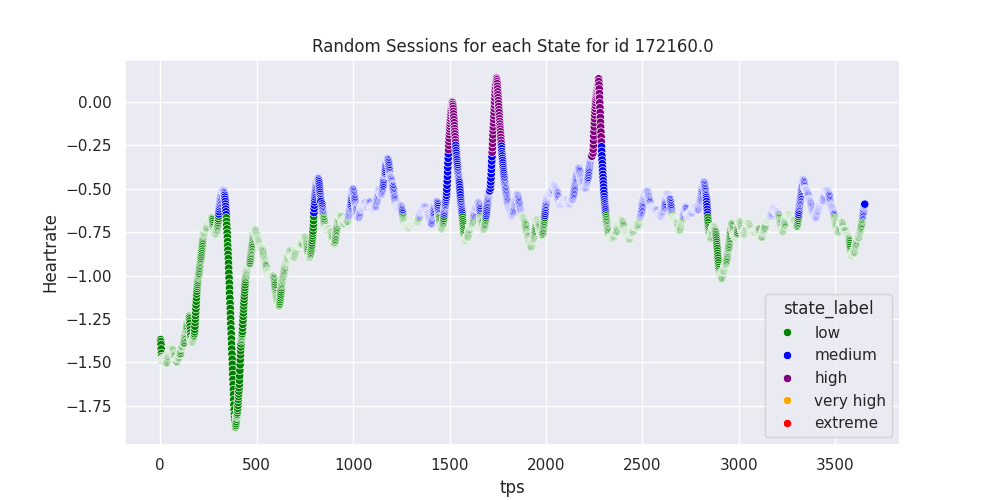 Random Sessions for each State for id 172160.0
Heartrate
0.00
−0.25
−0.50
−0.75
−1.00
−1.25
−1.50
−1.75
0 500 1000 1500 2000 2500 3000 3500
tps
state_label
low
medium
high
very high
extreme